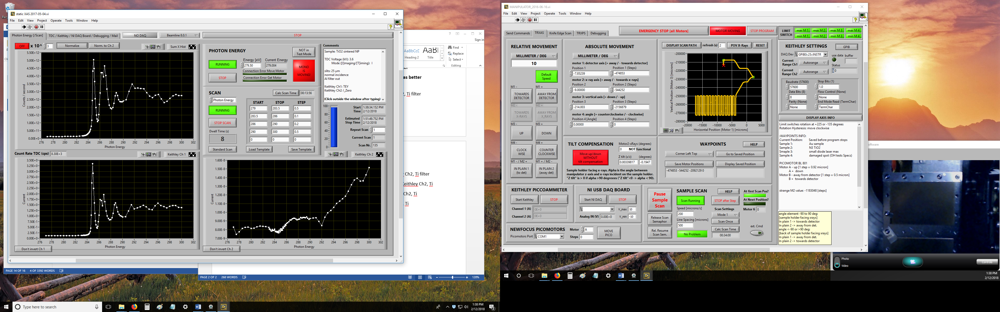 static XAS 2017-05-04.vi
File Edit View Project Operate Tools Window Help
Photon Energy [/Scan]
TDC / Keithley / NI DAQ Board / Debugging / Mail
NO DAQ
Beamline 8.0.1
STOP
OFF x 10^ 3
Normalize
Norm. to Ch 2
Sum X Hist
5.50E+12
5.00E+12
4.50E+12
4.00E+12
3.50E+12
3.00E+12
2.50E+12
2.00E+12
1.50E+12
1.00E+12
5.00E+11
0.00E+0
Counts / second
276 278 280 282 284 286 288 290 292 294 296 298 300 302
Photon Energy
PHOTON ENERGY
NOT in Test Mode
RUNNING
Energy [eV]
279.50
Current Energy
279.004
STOP
Connection Error Move Motor
Connection Error Get Motor
MONO IS MOVING!
SCAN
Calc Scan Time 00:13:56
Photon Energy
RUNNING
STOP SCAN
Dwell Time (s)
8
START STOP STEP
279 283.5 0.5
283.5 286 0.1
286 290 0.2
290 300 0.5
0 0 0
Standard Scan
Load Template
Save Template
Comments
Sample: TiO2 sintered NP
TDC Voltage (kV): 3.6
Mode ([I]maging/[T]iming): I
slits: 25 µm
normal incidence
Al filter out
Keithley Ch1: TEY
Keithley Ch2: I_Zero
(Click outside the window after typing)
100
80
60
40
20
0
Start Time 1:38:34.152 PM 2/12/2018
Estimated Stop Time 1:51:49.752 PM 2/12/2018
Repeat Scan 1
Current Scan 1
Scan Nr. 135
Count Rate TDC (cps) 8.30E+3
Keithley Ch 1
3.50E+0
3.25E+0
3.00E+0
2.75E+0
2.50E+0
2.25E+0
2.00E+0
1.75E+0
1.50E+0
1.25E+0
1.00E+0
7.50E-1
5.00E-1
2.50E-1
0.00E+0
Current
276 278 280 282 284 286 288 290 292 294 296 298 300 302
Photon Energy
Don't invert Ch 1
Keithley Ch 2
1.60E-8
1.50E-8
1.40E-8
1.30E-8
1.20E-8
1.10E-8
1.00E-8
9.00E-9
8.00E-9
7.00E-9
Current
276 278 280 282 284 286 288 290 292 294 296 298 300 302
Photon Energy
Don't invert Ch 2
Sign in
AaBbCcD AaBl
Heading 2 Title
Find
Replace
Select
Editing
as better
, Ti filter
Ch2, Ti filter
Keithley Ch2, Ti
Ch2, Ti
Ti
PAGE 14 OF 16 4 OF 3392 WORDS
PAGE 2 OF 2 268 WORDS
120%
Type here to search
1:38 PM
2/12/2018
MANIPULATOR_2016-06-16.vi
File Edit View Project Operate Tools Window Help
Send Commands TRXAS Knife Edge Scan TRXPS Debugging
EMERGENCY STOP [all Motors]
MOTOR MOVING
STOP PROGRAM
LIMIT SWITCH
max M 1 max M 2 max M 3 max M 4
min M 1 min M 2 min M 3 min M 4
RELATIVE MOVEMENT
MILLIMETER / DEG
10
Default Speed
M1 - M1 +
TOWARDS DETECTOR
AWAY FROM DETECTOR
M2 - M2 +
TOWARDS X-RAYS
AWAY FROM X_RAYS
M3 - M3 +
UP DOWN
M4 - M4 +
CLOCK WISE
COUNTER CLOCKWISE
M1 - / M2 + M1 + / M2 -
IN PLAIN 1 (to det)
IN PLAIN 2 (away det)
ABSOLUTE MOVEMENT
MILLIMETER / DEG
motor 1: detector axis [+ away / - towards detector]
Position 1 Position 1 (Steps)
-7.85239 -474853
motor 2: x-ray axis [+ away / - towards x-rays]
Position 2 Position 2 (Steps)
-9.00000 -544252
motor 3: vertical axis [+ down / - up]
Position 3 Position 3 (Steps)
-214.003 -2156879
motor 4: angle [+ counterclockwise / - clockwise]
Position 4 [Angle] Position 4 (Steps)
0.00000 0
DISPLAY SCAN PATH
refresh (s) 2
POV X-Rays
RESET
-200000
-210000
-220000
-230000
-240000
-250000
-260000
-270000
-280000
Vertical Position (Motor 3) [microns]
-20000 -15000 -10000 -5000 0 5000
Horizontal Position (Motor 1) [microns]
TILT COMPENSATION
Move up/down WITHOUT tilt compensation
Motor2-xRays (degrees)
0 NOT functional
Z tilt (x/z) (degrees)
0.00339817 -0.1947
Sample holder facing x-rays. Alpha is the angle between
manipulator z-axis and x-rays incident on the sample holder.
"Z tilt" is > 0 if alpha >90 degreees ("Z tilt"<0 -> alpha < 90).
WAYPOINTS
HELP
Corner Left Top
Go to Saved Position
Save Motor Positions
Display Saved Position
-474853 -544252 -2092129 0
KEITHLEY PICCOAMMETER
Start Keithley
STOP
Channel 1 (A) 0E+0
Channel 2 (A) 0E+0
NI USB DAQ BOARD
Start NI DAQ
STOP
V_max 10
Analog IN (V) 0.00E+0
V_min -10
NEWFOCUS PICOMOTORS
Picomotors Port COM1
Motor A
Steps 0
MOVE PICO
Pause Sample Scan
Release Scan Semaphor
Rel. Resume Scan Sem.
SAMPLE SCAN
HELP
Scan Running
STOP after Step
Speed [microns/s]
200
Line Spacing [microns]
500
No Problem
Scan Settings
Mode 1
Scan Once
Calc Scan Time
00:34:00
At first Scan Pos?
At Next Position?
Motor 6 0
ext. Cmd
KEITHLEY SETTINGS
GPIB
DAQ Dev GPIB0::25::INSTR
use data buffer
Current Range Ch1 Autorange
Status
Current Range Ch2 Autorange
0
Baudrate (57600) Stop Bits (1)
57600 1.0
Data Bits (8) Flow Control (None)
8 None
Parity (None) End Mode Read (TermChar)
None TermChar
DISPLAY AXIS INFO
Limit switches rotation at +225 or -135 degrees
Rotation Hysteresis: move clockwise
:WAYPOINTS INFO:
Current Position: Saved before program stops
Sample 1: Au sample
Sample 2: N3 TiO2
Smaple 3: small diode laser max
Sample 4: damaged spot (OH tests Specs)
PICOMOTOR BL 801
Motor A - up [1 step = 0.92 micron]
A + down
Motor B - away from detector [1 step = 0.5 micron]
B + towards detector
strange M2 value: -1183048 [steps]
angle element -90 to 90 deg:
[sample holder facing xrays]
In plain 1 -> towards detector
In plain 2 -> away from det.
angle <-90 or >90 deg:
[back of sample holder facing xrays]
In plain 1 -> away from det.
In plain 2 -> towards detector
oftware
Photo
Video
Controls
1:38 PM
2/12/2018